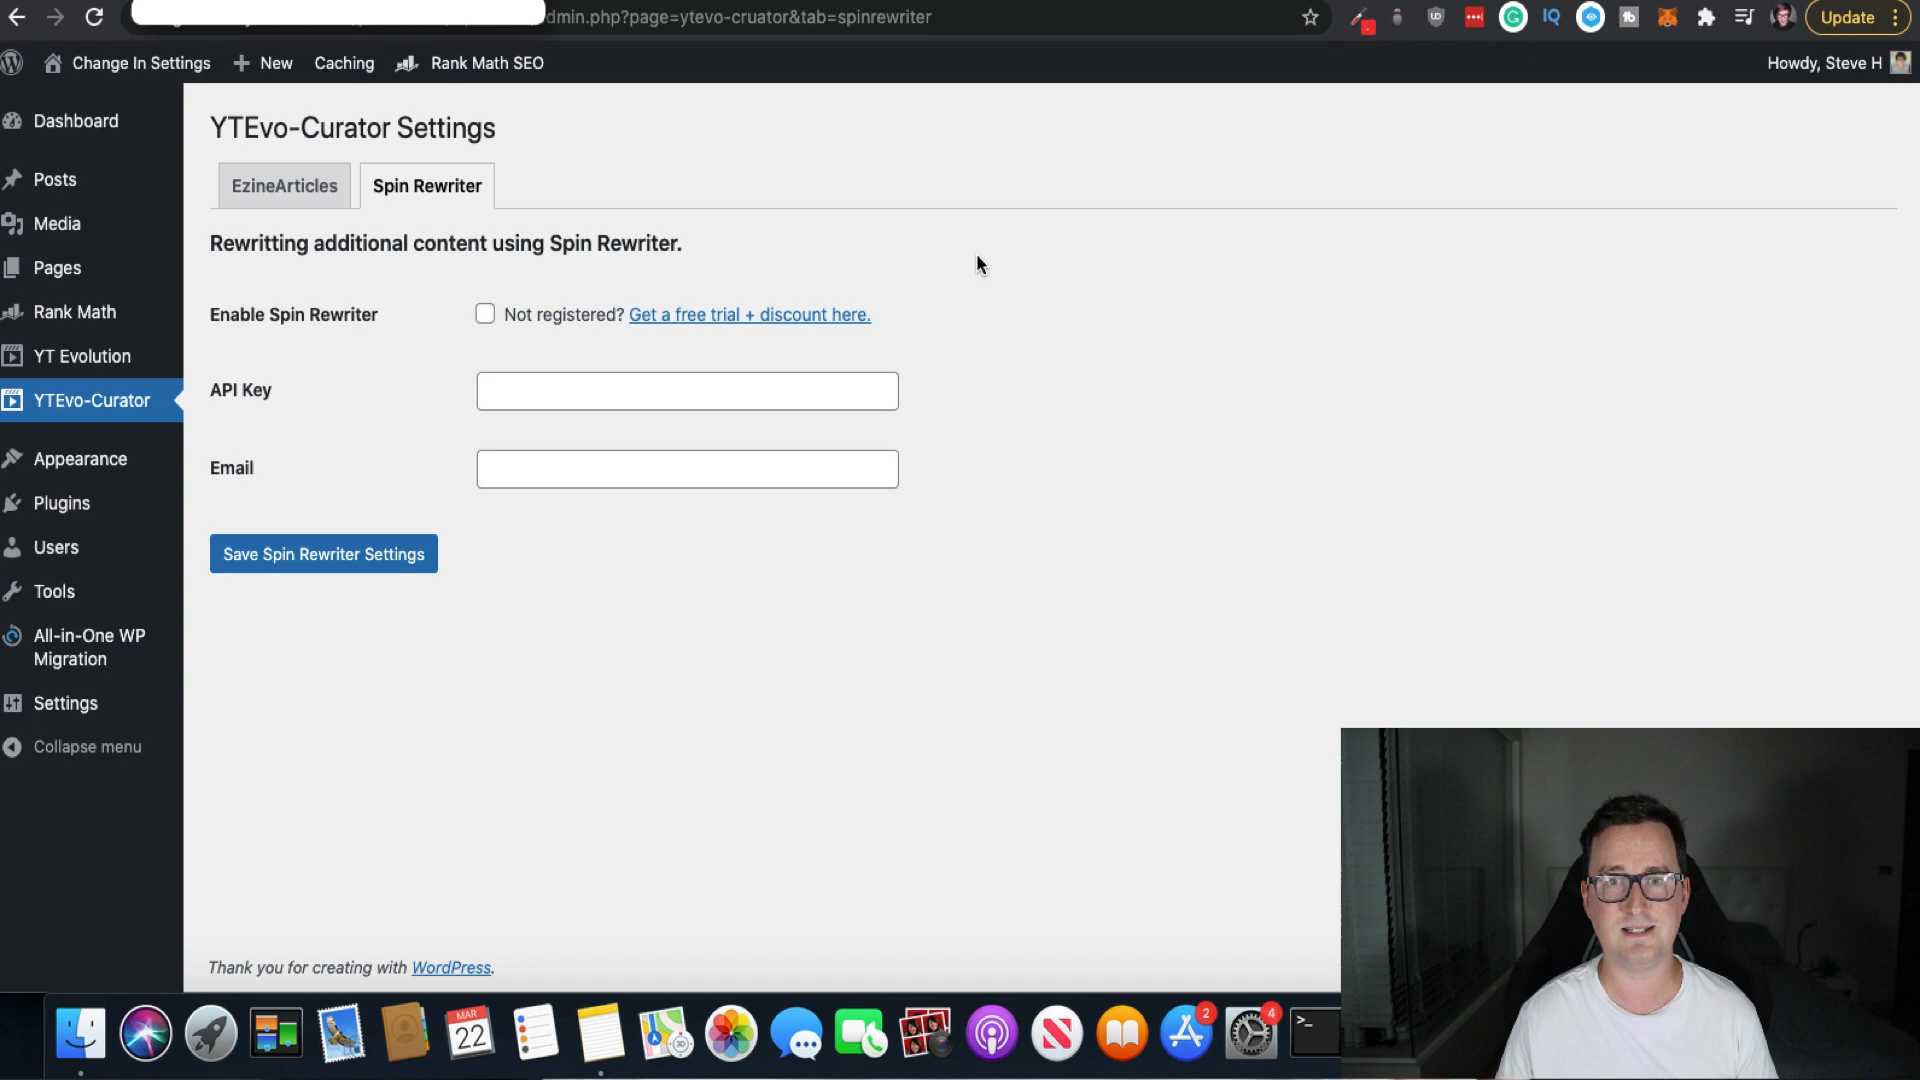 dmin.php?page=ytevo-cruator&tab=spinrewriter
Update
Change In Settings
New
Caching
Rank Math SEO
Howdy, Steve H
Dashboard
Posts
Media
Pages
Rank Math
YT Evolution
YTEvo-Curator
Appearance
Plugins
Users
Tools
All-in-One WP
Migration
Settings
Collapse menu
YTEvo-Curator Settings
EzineArticles
Spin Rewriter
Rewritting additional content using Spin Rewriter.
Enable Spin Rewriter
Not registered? Get a free trial + discount here.
API Key
Email
Save Spin Rewriter Settings
Thank you for creating with WordPress.
MAR
22
3D
2
4